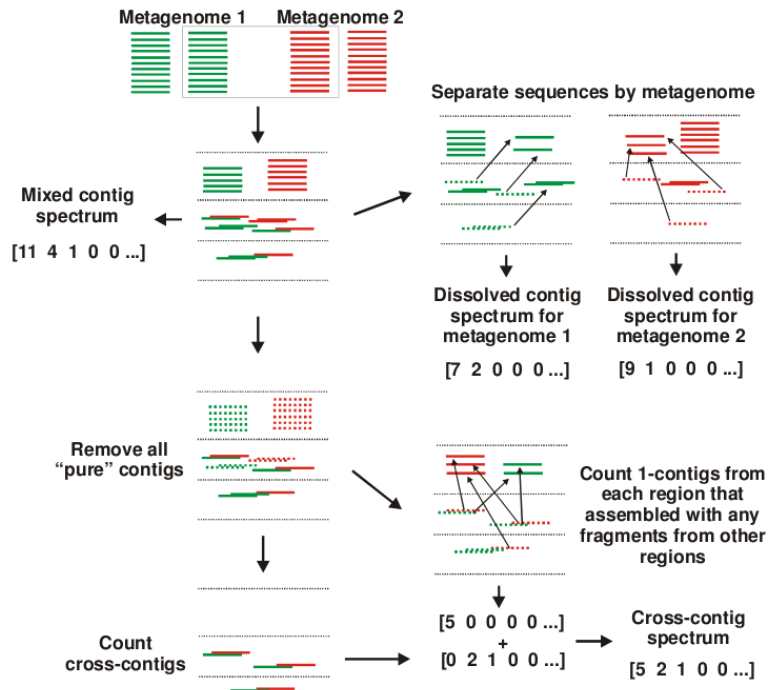 Metagenome 1 Metagenome 2
Separate sequences by metagenome
Mixed contig
spectrum
[11 4 1 0 0 ...]
Dissolved contig
spectrum for
metagenome 1
[7 2 0 0 0 ...]
Dissolved contig
spectrum for
metagenome 2
[9 1 0 0 0 ...]
Remove all
“pure” contigs
Count 1-contigs from
each region that
assembled with any
fragments from other
regions
Count
cross-contigs
[5 0 0 0 0 ...]
+
[0 2 1 0 0 ...]
Cross-contig
spectrum
[5 2 1 0 0 ...]